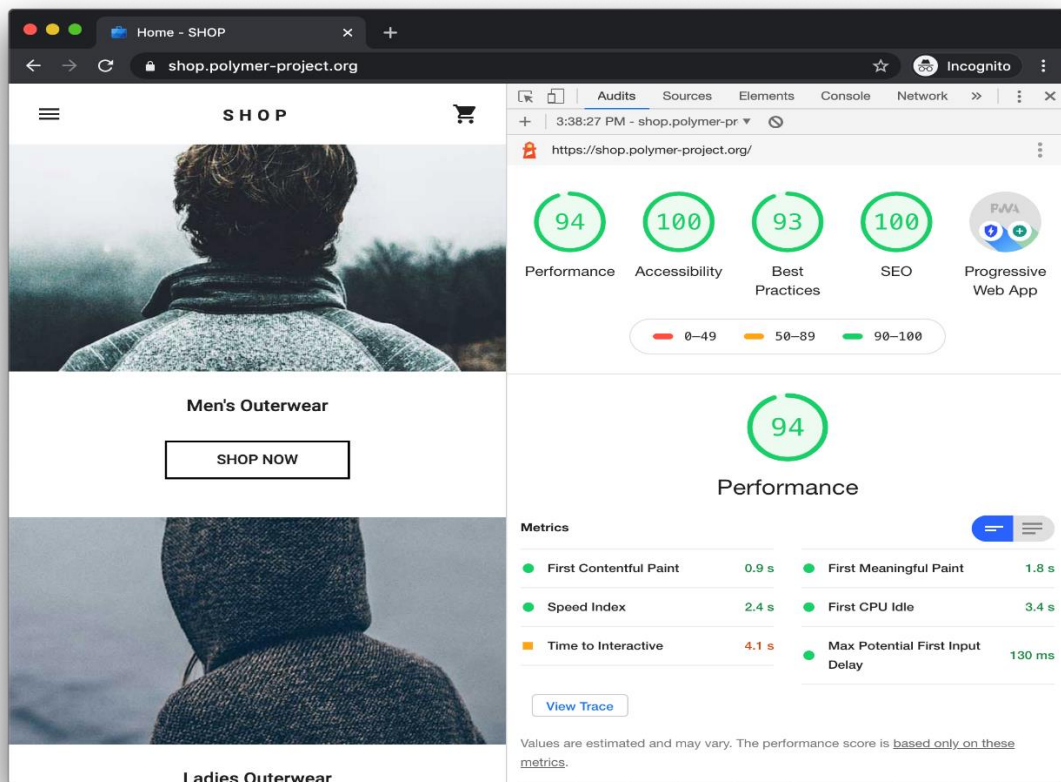 Home - SHOP
shop.polymer-project.org
Incognito
SHOP
Men's Outerwear
SHOP NOW
Ladies Outerwear
Audits Sources Elements Console Network »
3:38:27 PM - shop.polymer-pr
https://shop.polymer-project.org/
94 100 93 100 PWA
Performance Accessibility Best Practices SEO Progressive Web App
0–49 50–89 90–100
94
Performance
Metrics
First Contentful Paint 0.9 s First Meaningful Paint 1.8 s
Speed Index 2.4 s First CPU Idle 3.4 s
Time to Interactive 4.1 s Max Potential First Input Delay 130 ms
View Trace
Values are estimated and may vary. The performance score is based only on these
metrics.